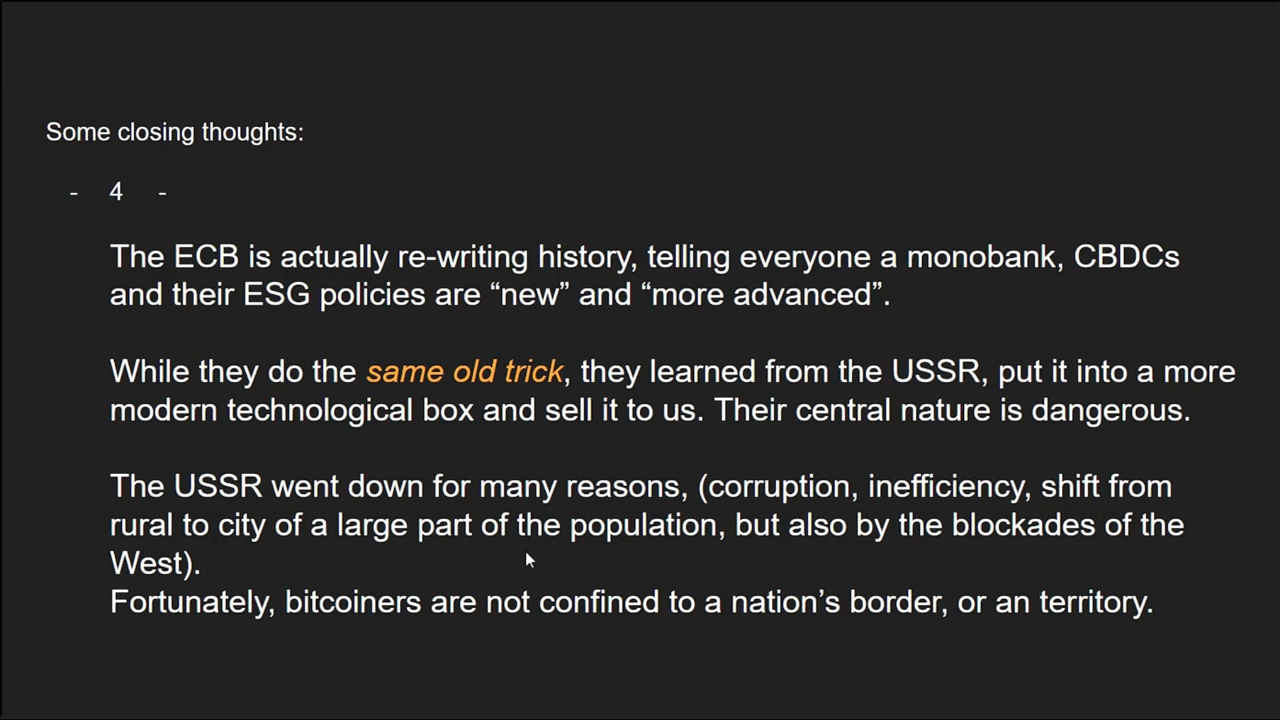 Some closing thoughts:
- 4 -
The ECB is actually re-writing history, telling everyone a monobank, CBDCs
and their ESG policies are “new” and “more advanced”.
While they do the same old trick, they learned from the USSR, put it into a more
modern technological box and sell it to us. Their central nature is dangerous.
The USSR went down for many reasons, (corruption, inefficiency, shift from
rural to city of a large part of the population, but also by the blockades of the
West).
Fortunately, bitcoiners are not confined to a nation’s border, or an territory.